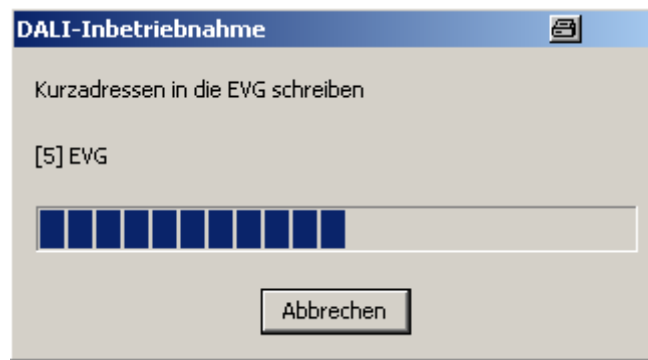 DALI-Inbetriebnahme
Kurzadressen in die EVG schreiben
[5] EVG
Abbrechen